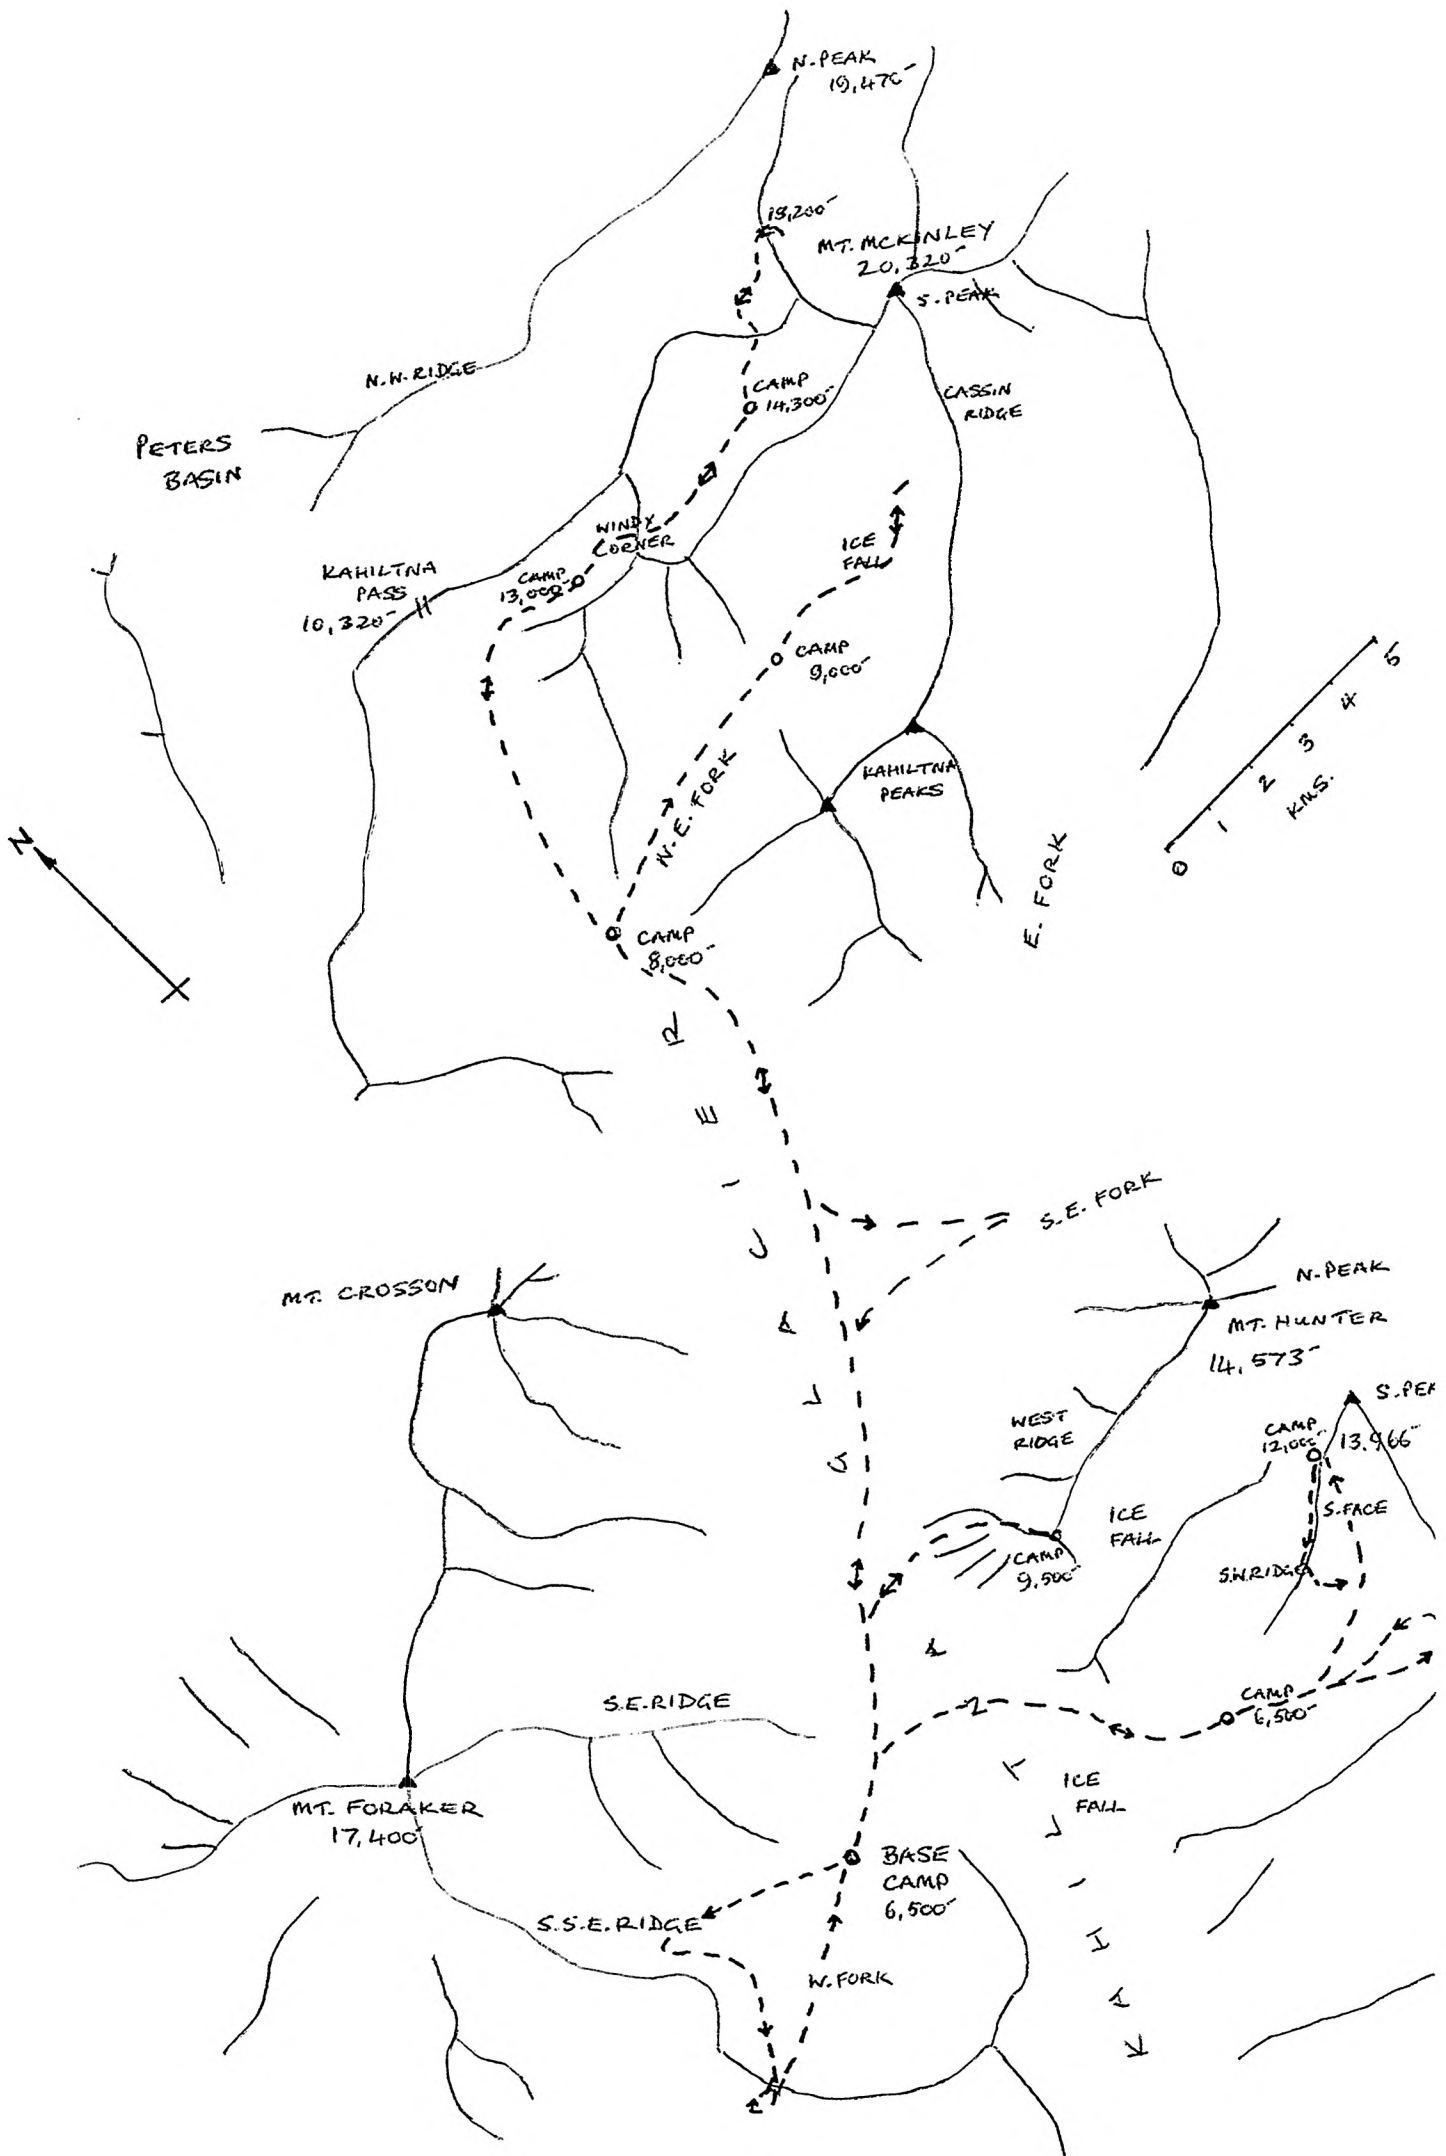 N. PEAK
19,470'
18,200'
MT. MCKINLEY
20,320'
S. PEAK
N.W. RIDGE
CAMP
14,300'
CASSIN
RIDGE
PETERS
BASIN
WINDY
CORNER
ICE
FALL
KAHILTNA
PASS
10,320'
CAMP
13,000'
CAMP
9,000'
N.E. FORK
KAHILTNA
PEAKS
0 1 2 3 4 5
KMS.
N
E. FORK
CAMP
8,000'
KAHILTNA GLACIER
S.E. FORK
MT. CROSSON
N. PEAK
MT. HUNTER
14,573'
WEST
RIDGE
S. PEA
13,966'
CAMP
12,000'
S. FACE
ICE
FALL
CAMP
9,500'
S.W. RIDGE
S.E. RIDGE
CAMP
6,500'
MT. FORAKER
17,400'
ICE
FALL
BASE
CAMP
6,500'
S.S.E. RIDGE
W. FORK